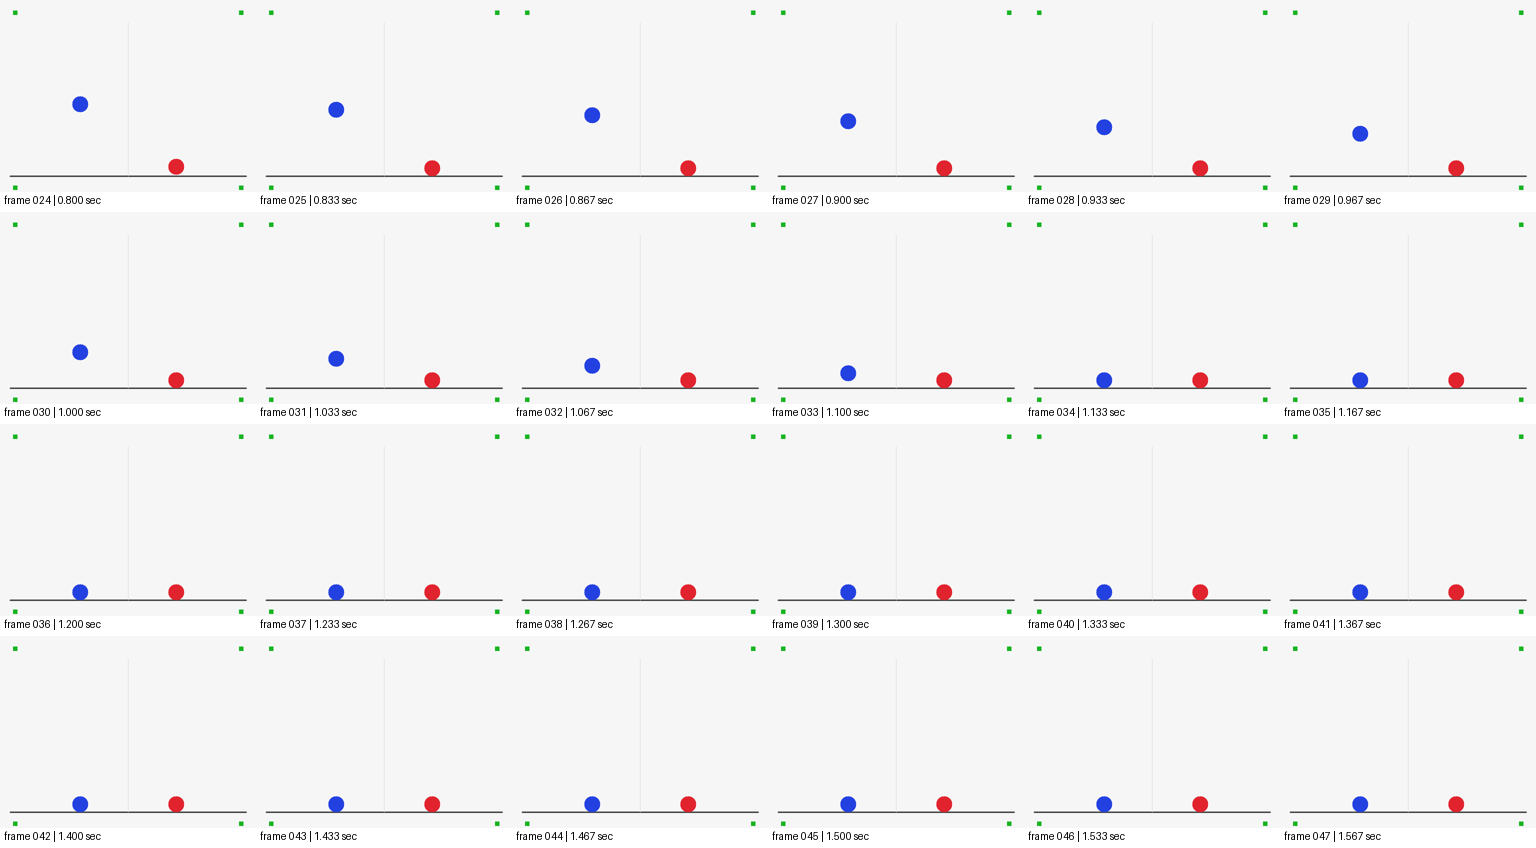 frame 024 | 0.800 sec
frame 025 | 0.833 sec
frame 026 | 0.867 sec
frame 027 | 0.900 sec
frame 028 | 0.933 sec
frame 029 | 0.967 sec
frame 030 | 1.000 sec
frame 031 | 1.033 sec
frame 032 | 1.067 sec
frame 033 | 1.100 sec
frame 034 | 1.133 sec
frame 035 | 1.167 sec
frame 036 | 1.200 sec
frame 037 | 1.233 sec
frame 038 | 1.267 sec
frame 039 | 1.300 sec
frame 040 | 1.333 sec
frame 041 | 1.367 sec
frame 042 | 1.400 sec
frame 043 | 1.433 sec
frame 044 | 1.467 sec
frame 045 | 1.500 sec
frame 046 | 1.533 sec
frame 047 | 1.567 sec